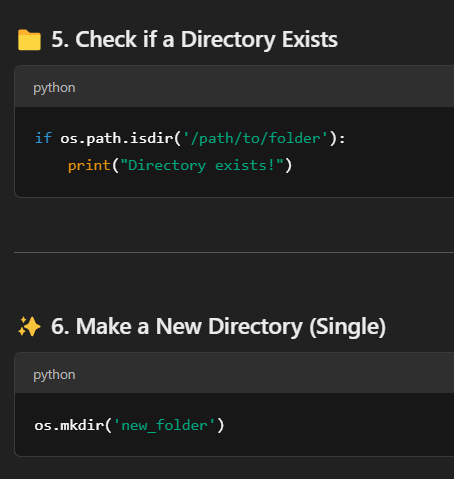 📁 5. Check if a Directory Exists
python
if os.path.isdir('/path/to/folder'):
    print("Directory exists!")
✨ 6. Make a New Directory (Single)
python
os.mkdir('new_folder')